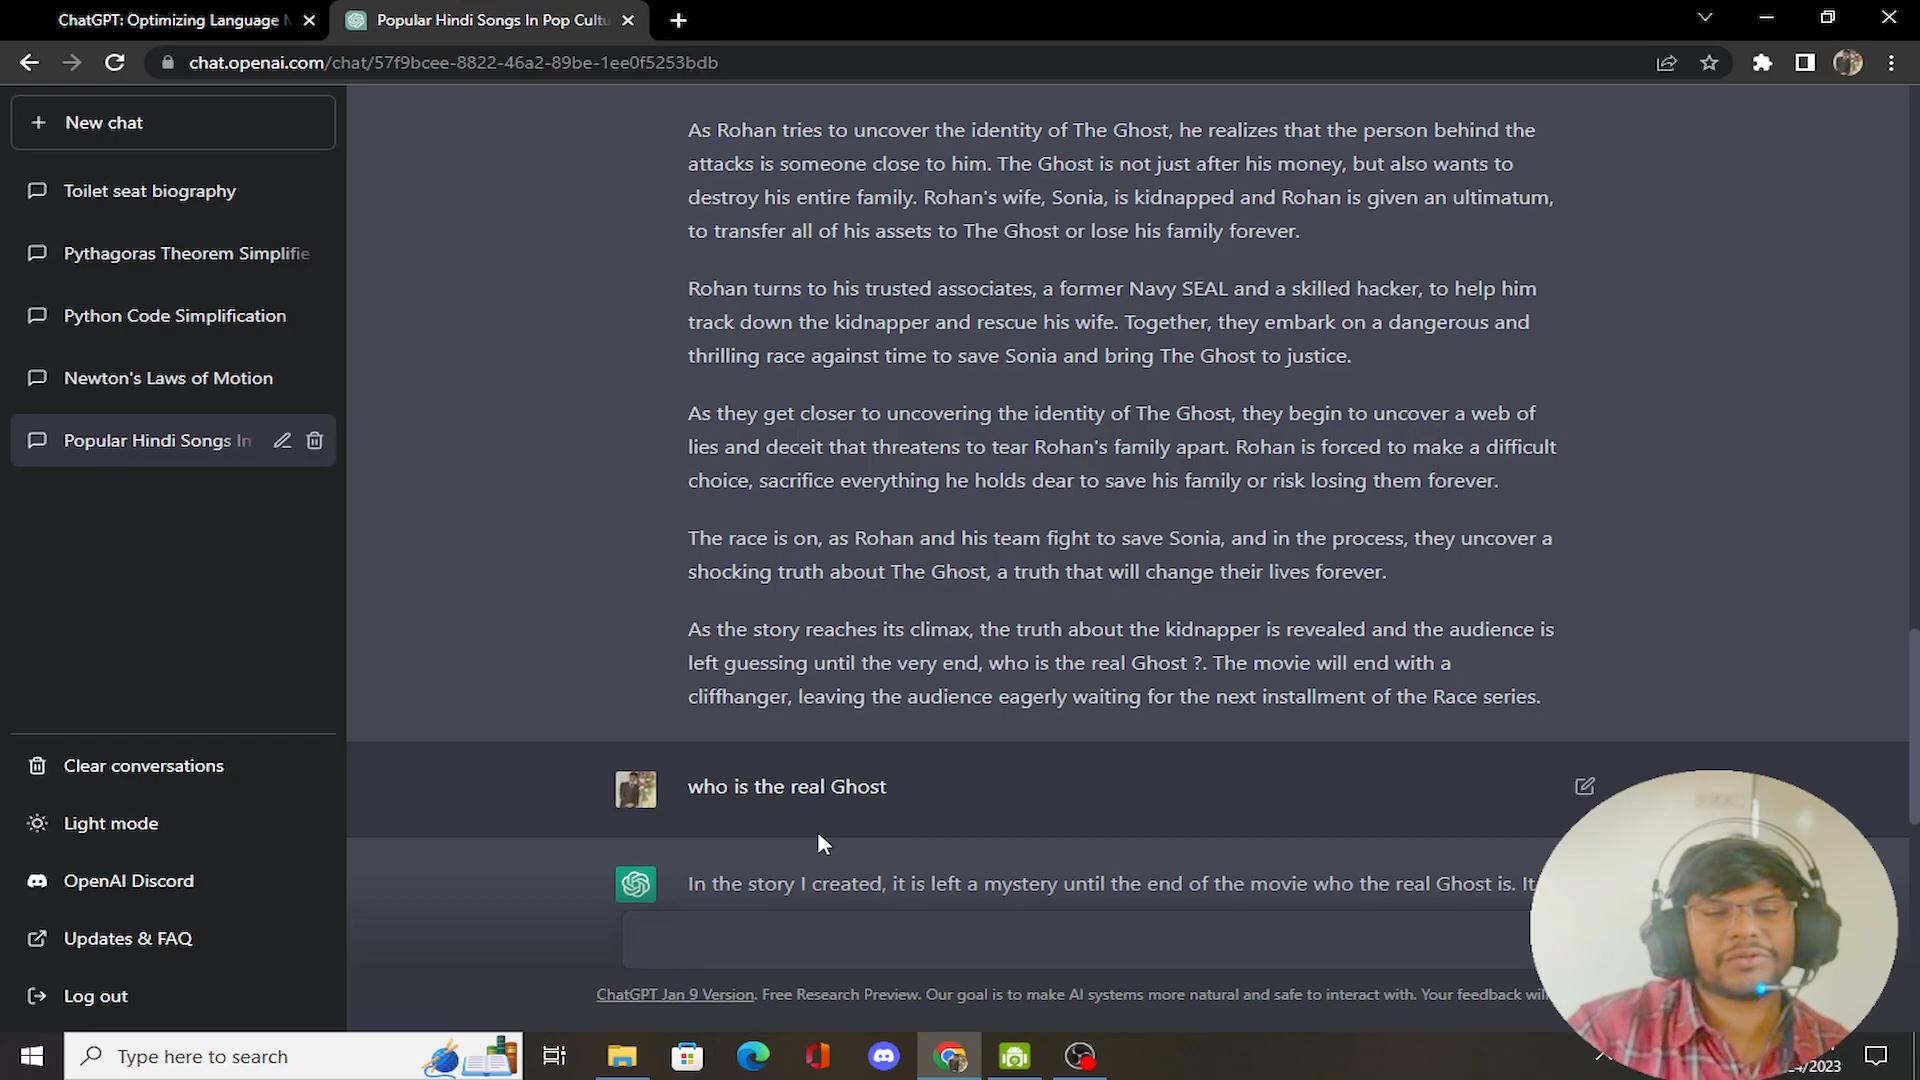 ChatGPT: Optimizing Language
Popular Hindi Songs In Pop Cultu
chat.openai.com/chat/57f9bcee-8822-46a2-89be-1ee0f5253bdb
New chat
Toilet seat biography
Pythagoras Theorem Simplifie
Python Code Simplification
Newton's Laws of Motion
Popular Hindi Songs In
Clear conversations
Light mode
OpenAI Discord
Updates & FAQ
Log out
As Rohan tries to uncover the identity of The Ghost, he realizes that the person behind the
attacks is someone close to him. The Ghost is not just after his money, but also wants to
destroy his entire family. Rohan's wife, Sonia, is kidnapped and Rohan is given an ultimatum,
to transfer all of his assets to The Ghost or lose his family forever.
Rohan turns to his trusted associates, a former Navy SEAL and a skilled hacker, to help him
track down the kidnapper and rescue his wife. Together, they embark on a dangerous and
thrilling race against time to save Sonia and bring The Ghost to justice.
As they get closer to uncovering the identity of The Ghost, they begin to uncover a web of
lies and deceit that threatens to tear Rohan's family apart. Rohan is forced to make a difficult
choice, sacrifice everything he holds dear to save his family or risk losing them forever.
The race is on, as Rohan and his team fight to save Sonia, and in the process, they uncover a
shocking truth about The Ghost, a truth that will change their lives forever.
As the story reaches its climax, the truth about the kidnapper is revealed and the audience is
left guessing until the very end, who is the real Ghost ?. The movie will end with a
cliffhanger, leaving the audience eagerly waiting for the next installment of the Race series.
who is the real Ghost
In the story I created, it is left a mystery until the end of the movie who the real Ghost is. It
ChatGPT Jan 9 Version. Free Research Preview. Our goal is to make AI systems more natural and safe to interact with. Your feedback wil
Type here to search
4/2023